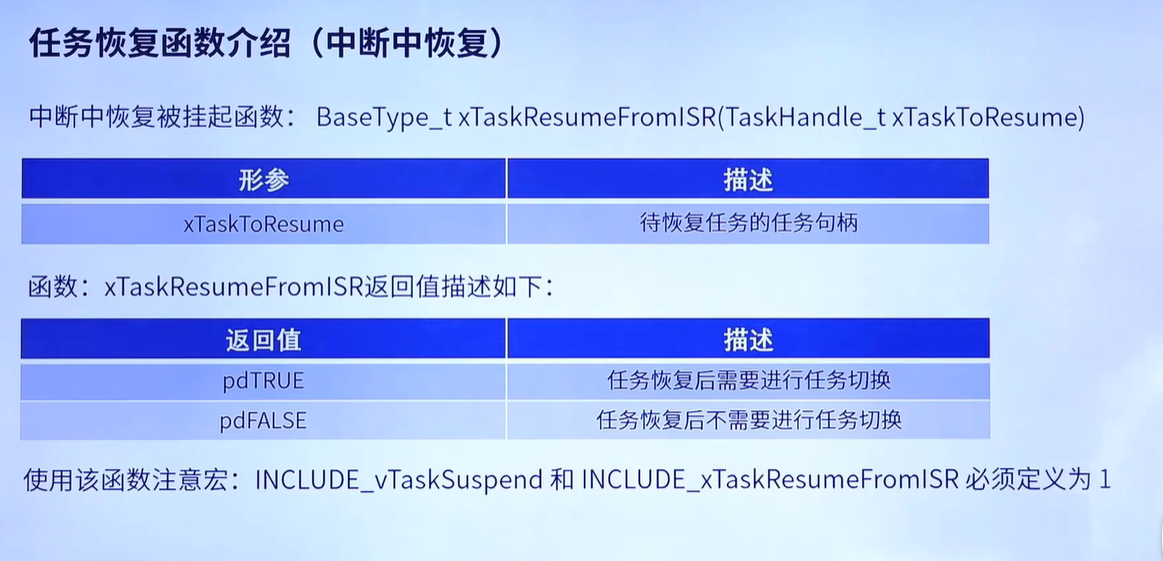 任务恢复函数介绍（中断中恢复）
中断中恢复被挂起函数： BaseType_t xTaskResumeFromISR(TaskHandle_t xTaskToResume)
形参 描述
xTaskToResume 待恢复任务的任务句柄
函数：xTaskResumeFromISR返回值描述如下：
返回值 描述
pdTRUE 任务恢复后需要进行任务切换
pdFALSE 任务恢复后不需要进行任务切换
使用该函数注意宏：INCLUDE_vTaskSuspend 和 INCLUDE_xTaskResumeFromISR 必须定义为 1